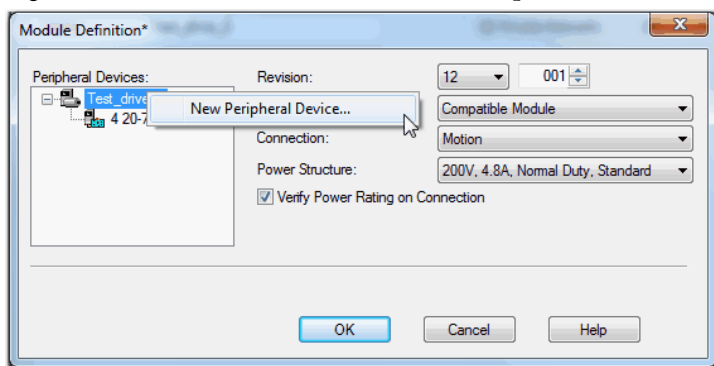 Module Definition*
Peripheral Devices:
Test_drive
4 20-7
New Peripheral Device...
Revision:
12
001
Compatible Module
Connection:
Motion
Power Structure:
200V, 4.8A, Normal Duty, Standard
Verify Power Rating on Connection
OK
Cancel
Help